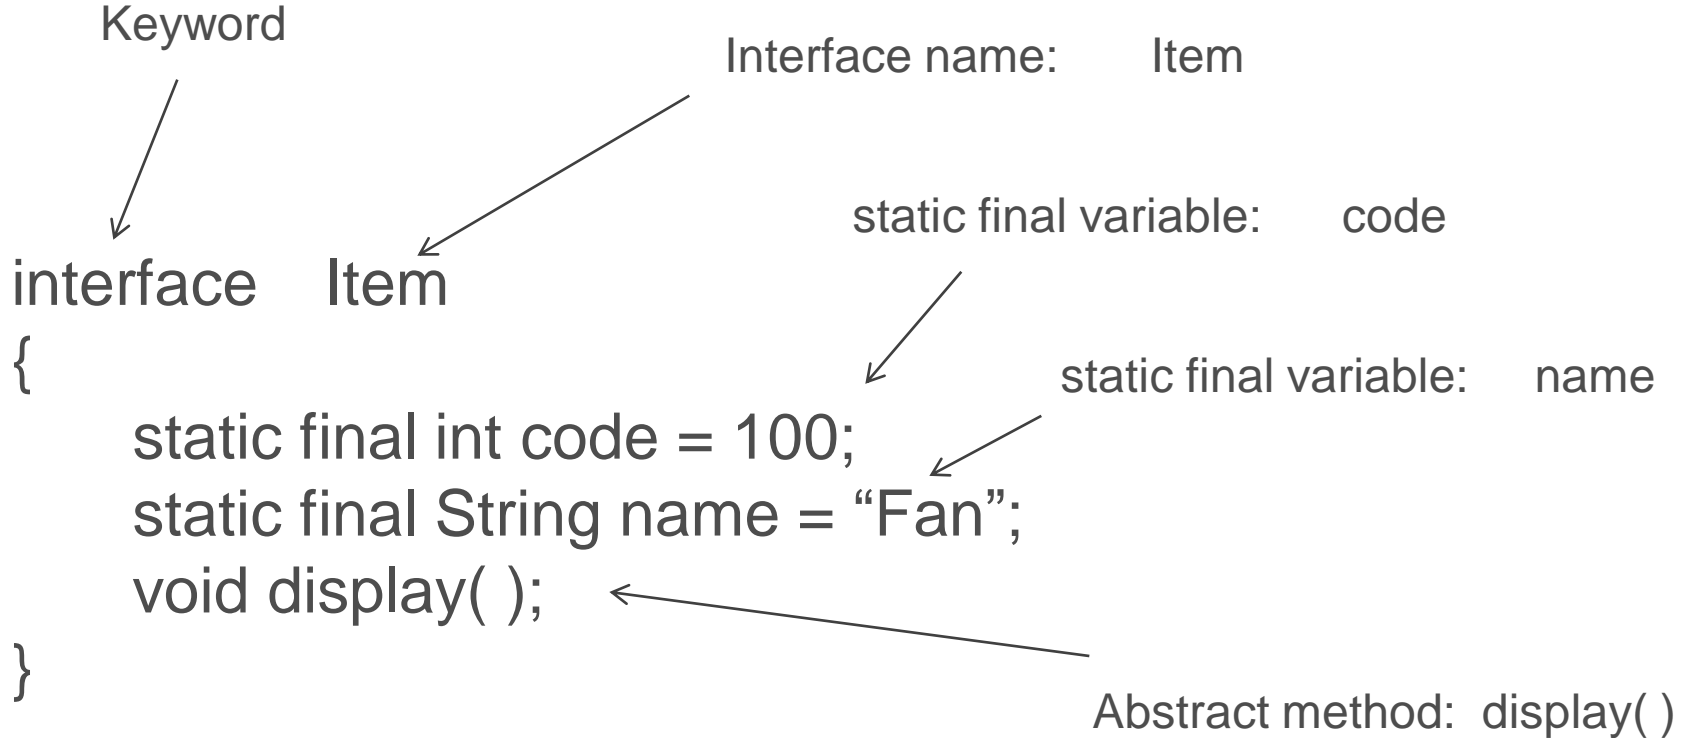 Keyword
Interface name: Item
static final variable: code
interface Item
{
static final variable: name
static final int code = 100;
static final String name = “Fan”;
void display( );
}
Abstract method: display( )